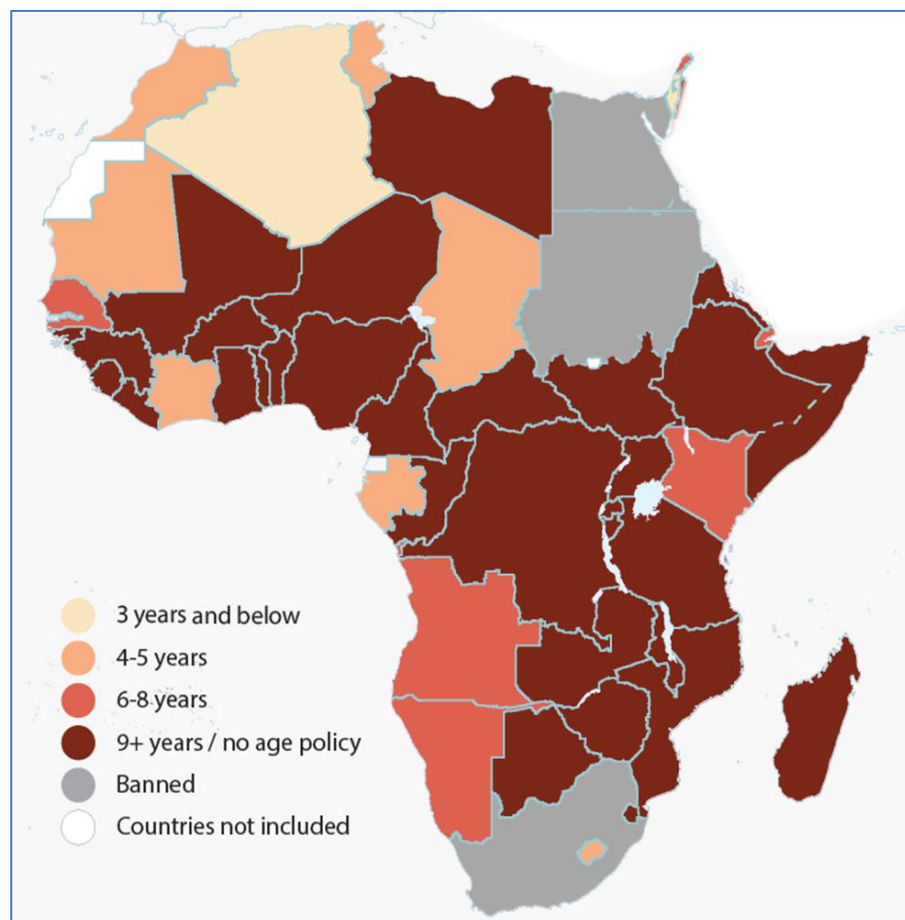 3 years and below
4-5 years
6-8 years
9+ years / no age policy
Banned
Countries not included